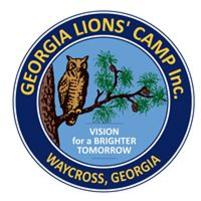 GEORGIA LIONS' CAMP Inc.
VISION
for a BRIGHTER
TOMORROW
WAYCROSS, GEORGIA